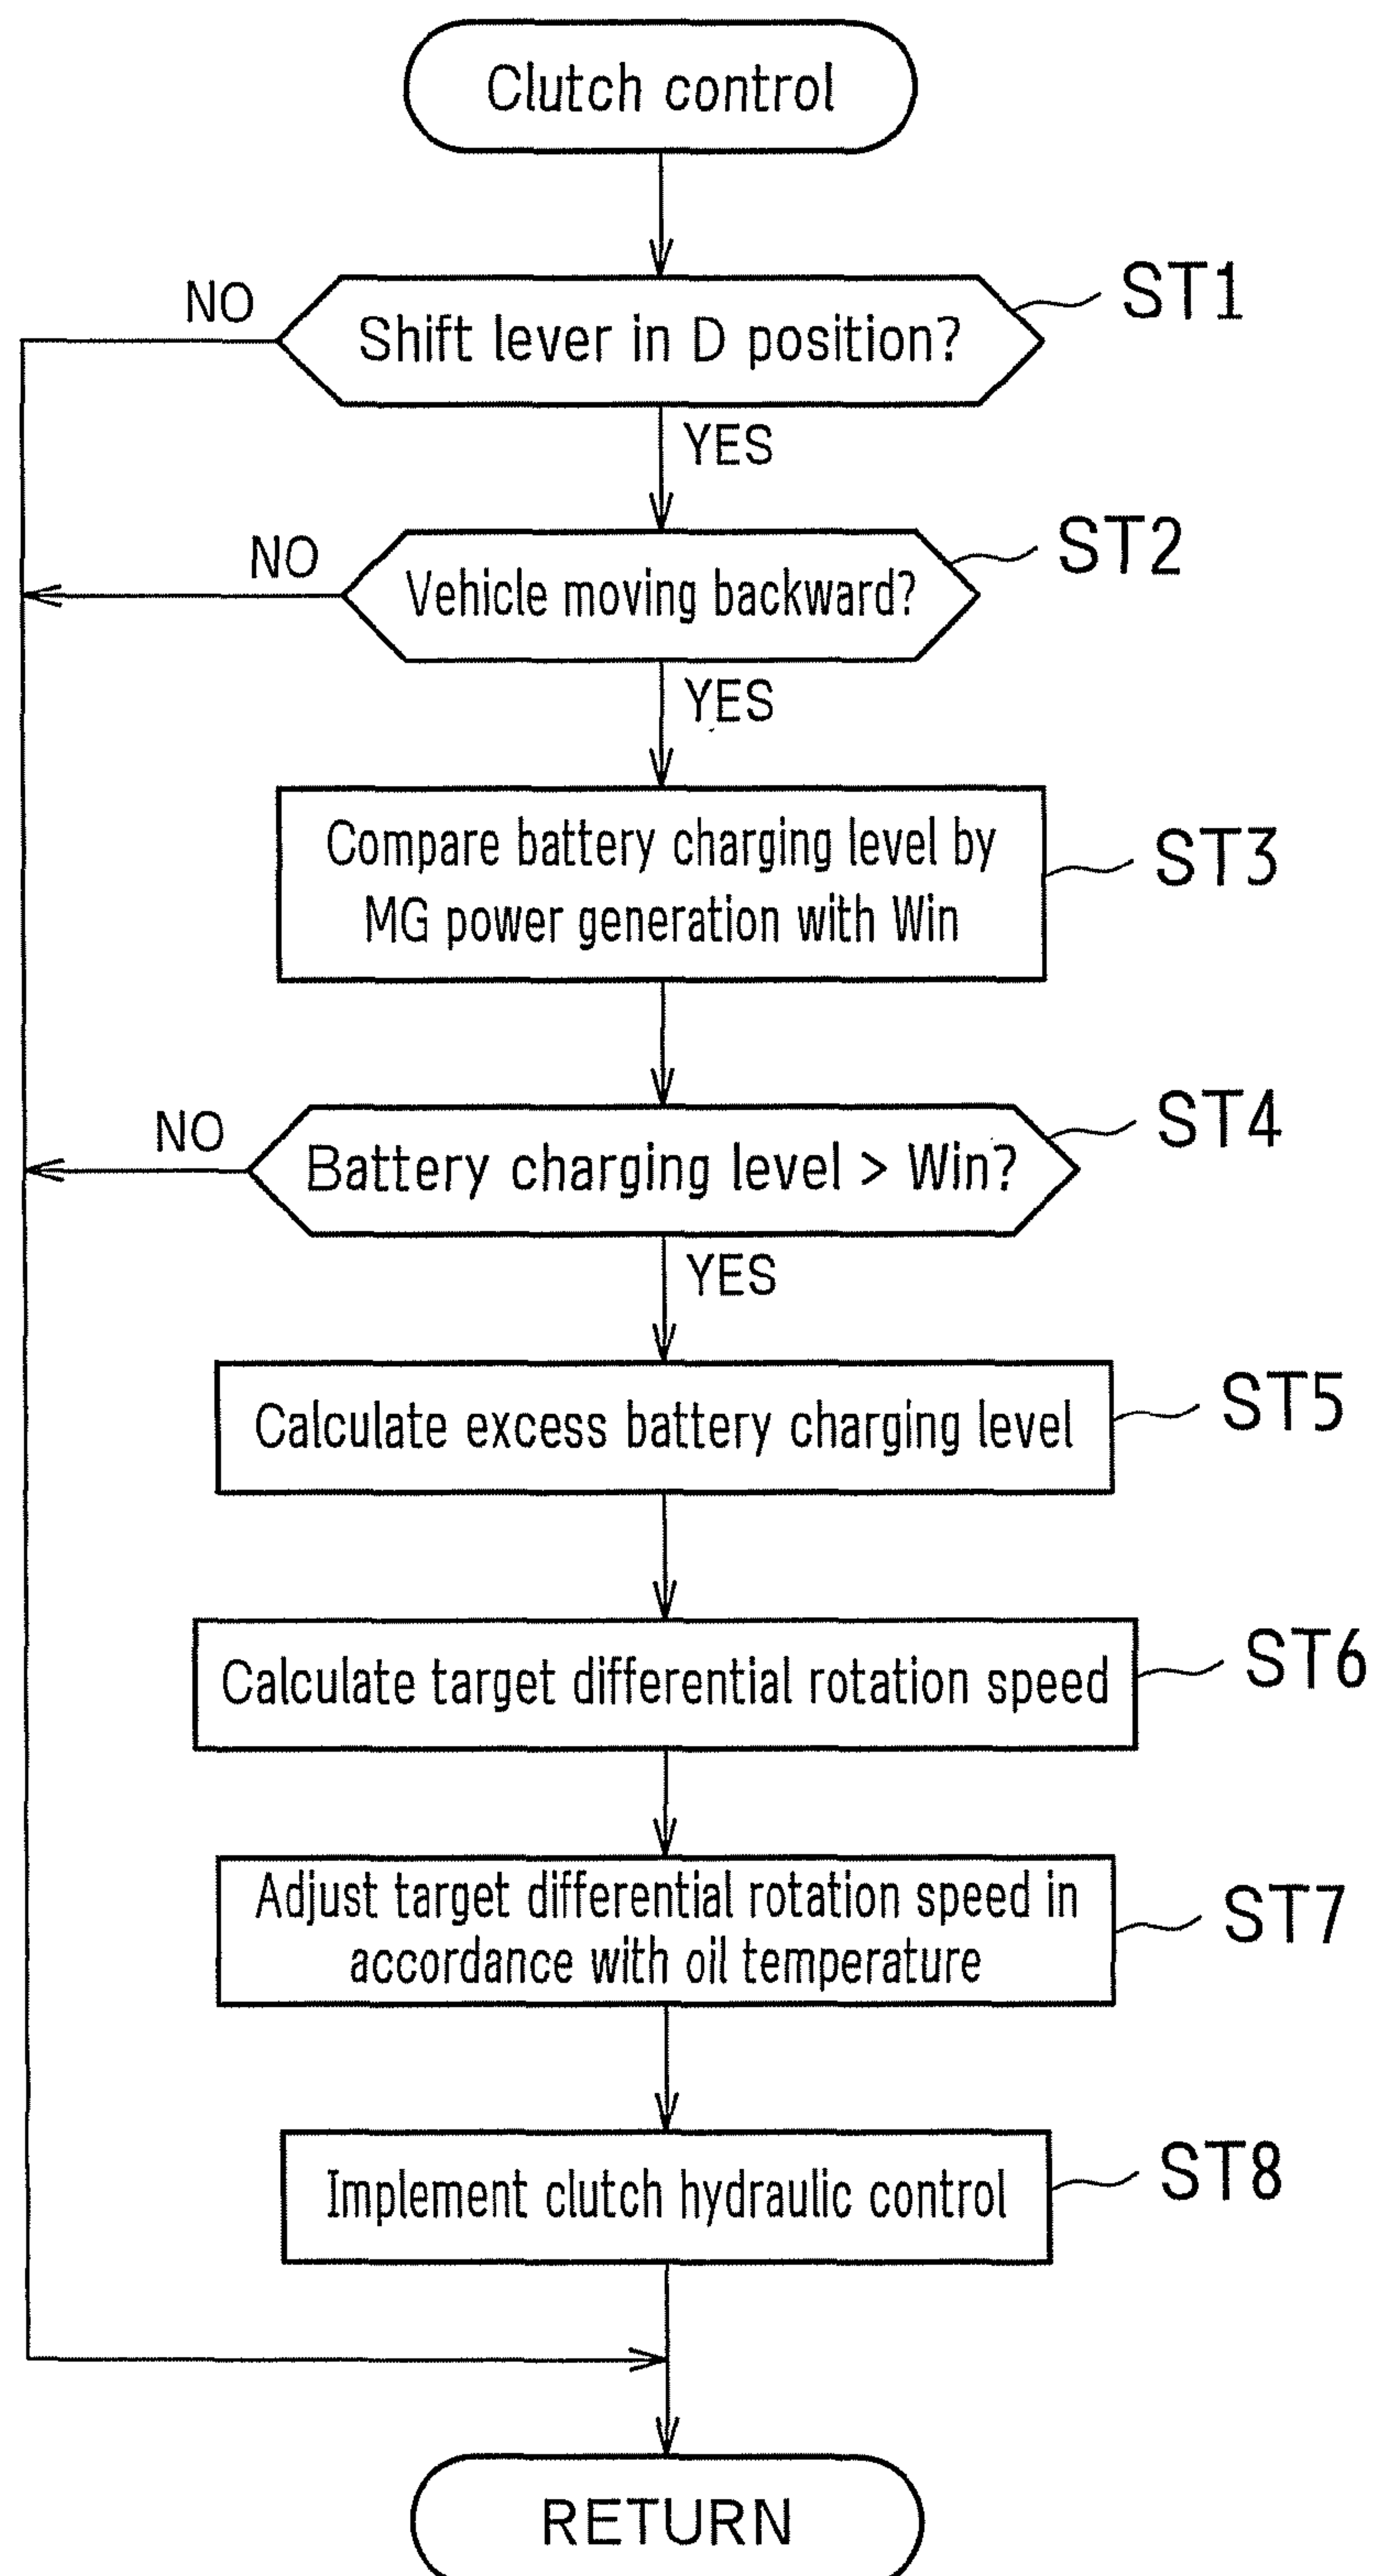 Clutch control
NO
Shift lever in D position?
ST1
YES
NO
Vehicle moving backward?
ST2
YES
Compare battery charging level by
MG power generation with Win
ST3
NO
Battery charging level > Win?
ST4
YES
Calculate excess battery charging level
ST5
Calculate target differential rotation speed
ST6
Adjust target differential rotation speed in
accordance with oil temperature
ST7
Implement clutch hydraulic control
ST8
RETURN